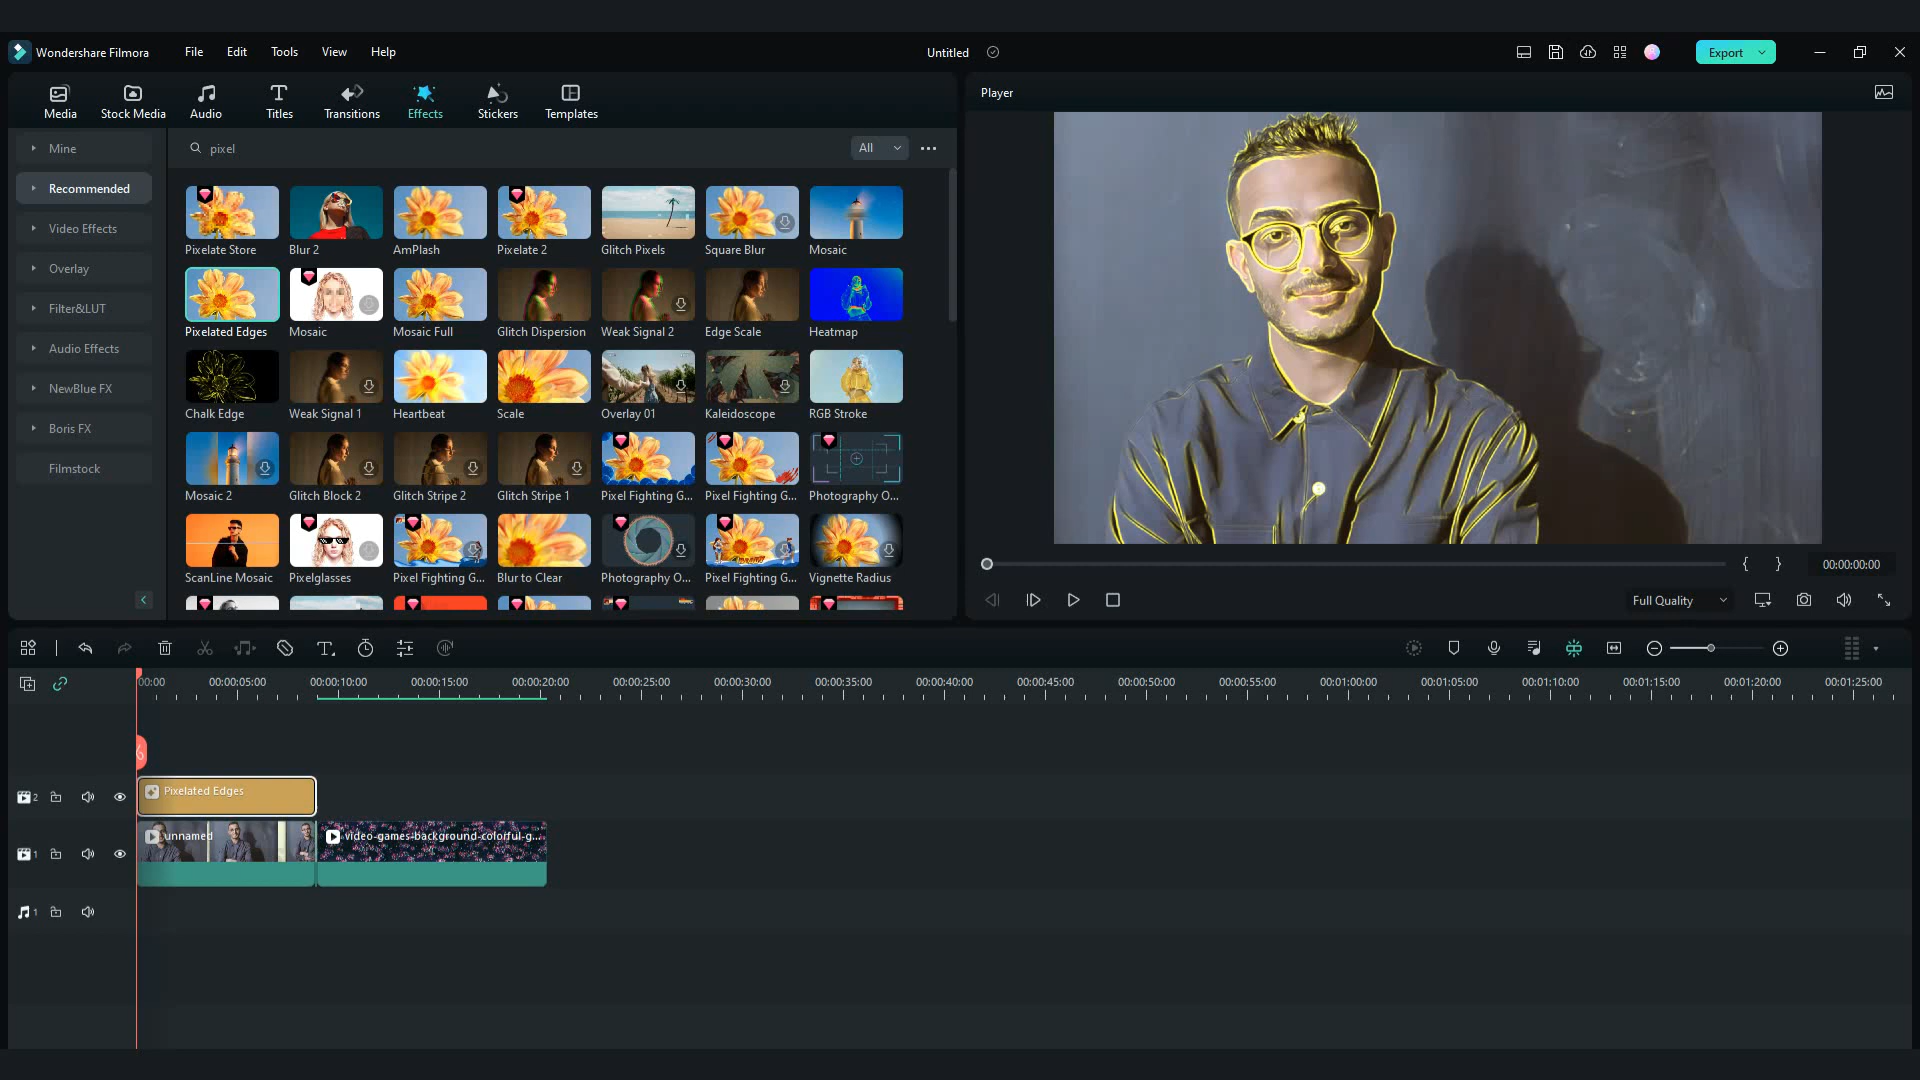 Wondershare Filmora File Edit Tools View Help Untitled Export
Media Stock Media Audio Titles Transitions Effects Stickers Templates
Player
Mine
Recommended
Video Effects
Overlay
Filter&LUT
Audio Effects
NewBlue FX
Boris FX
Filmstock
pixel All
Pixelate Store Blur 2 AmPlash Pixelate 2 Glitch Pixels Square Blur Mosaic
Pixelated Edges Mosaic Mosaic Full Glitch Dispersion Weak Signal 2 Edge Scale Heatmap
Chalk Edge Weak Signal 1 Heartbeat Scale Overlay 01 Kaleidoscope RGB Stroke
Mosaic 2 Glitch Block 2 Glitch Stripe 2 Glitch Stripe 1 Pixel Fighting G... Pixel Fighting G... Photography O...
ScanLine Mosaic Pixelglasses Pixel Fighting G... Blur to Clear Photography O... Pixel Fighting G... Vignette Radius
{ } 00:00:00:00
Full Quality
00:00 00:00:05:00 00:00:10:00 00:00:15:00 00:00:20:00 00:00:25:00 00:00:30:00 00:00:35:00 00:00:40:00 00:00:45:00 00:00:50:00 00:00:55:00 00:01:00:00 00:01:05:00 00:01:10:00 00:01:15:00 00:01:20:00 00:01:25:00
2 Pixelated Edges
1 unnamed video-games-background-colorful-g...
1